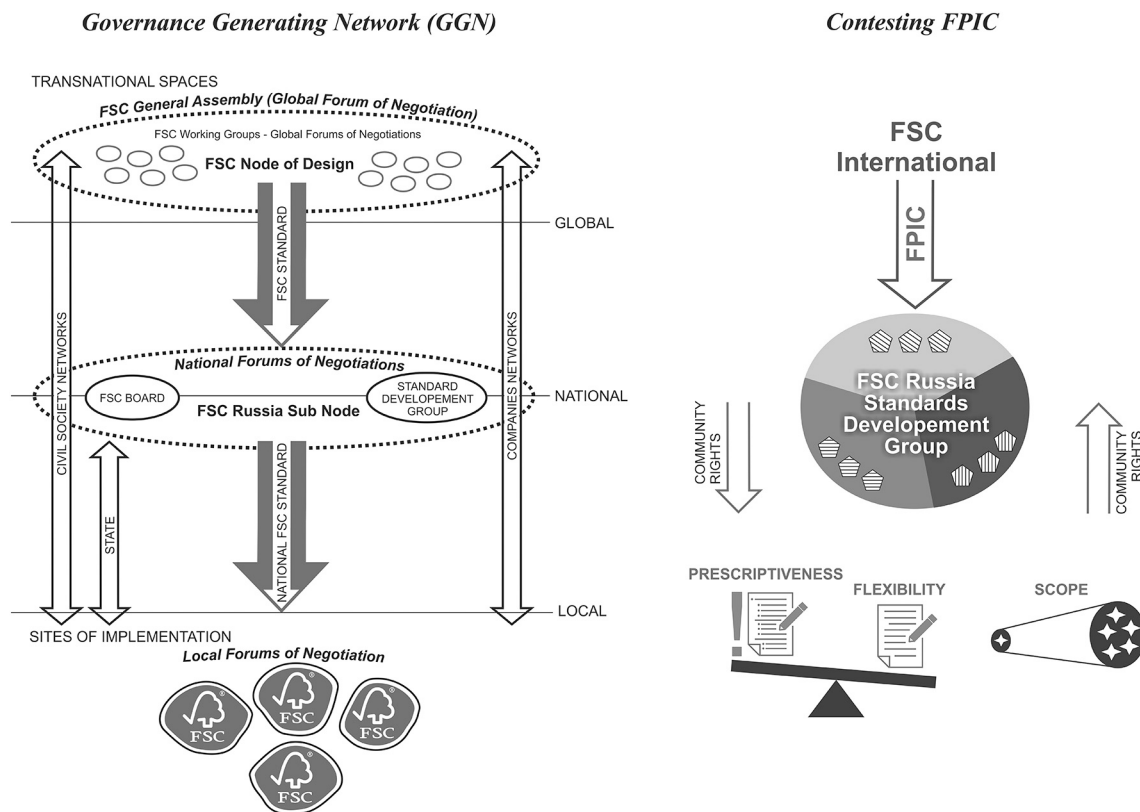 Governance Generating Network (GGN)
TRANSNATIONAL SPACES
FSC General Assembly (Global Forum of Negotiation)
FSC Working Groups - Global Forums of Negotiations
FSC Node of Design
GLOBAL
FSC STANDARD
CIVIL SOCIETY NETWORKS
COMPANIES NETWORKS
National Forums of Negotiations
FSC BOARD
STANDARD
DEVELOPEMENT
GROUP
NATIONAL
FSC Russia Sub Node
STATE
NATIONAL FSC STANDARD
LOCAL
SITES OF IMPLEMENTATION
Local Forums of Negotiation
®
FSC
®
FSC
®
FSC
®
FSC
Contesting FPIC
FSC
International
FPIC
FSC Russia
Standards
Developement
Group
COMMUNITY
RIGHTS
COMMUNITY
RIGHTS
PRESCRIPTIVENESS
!
FLEXIBILITY
SCOPE